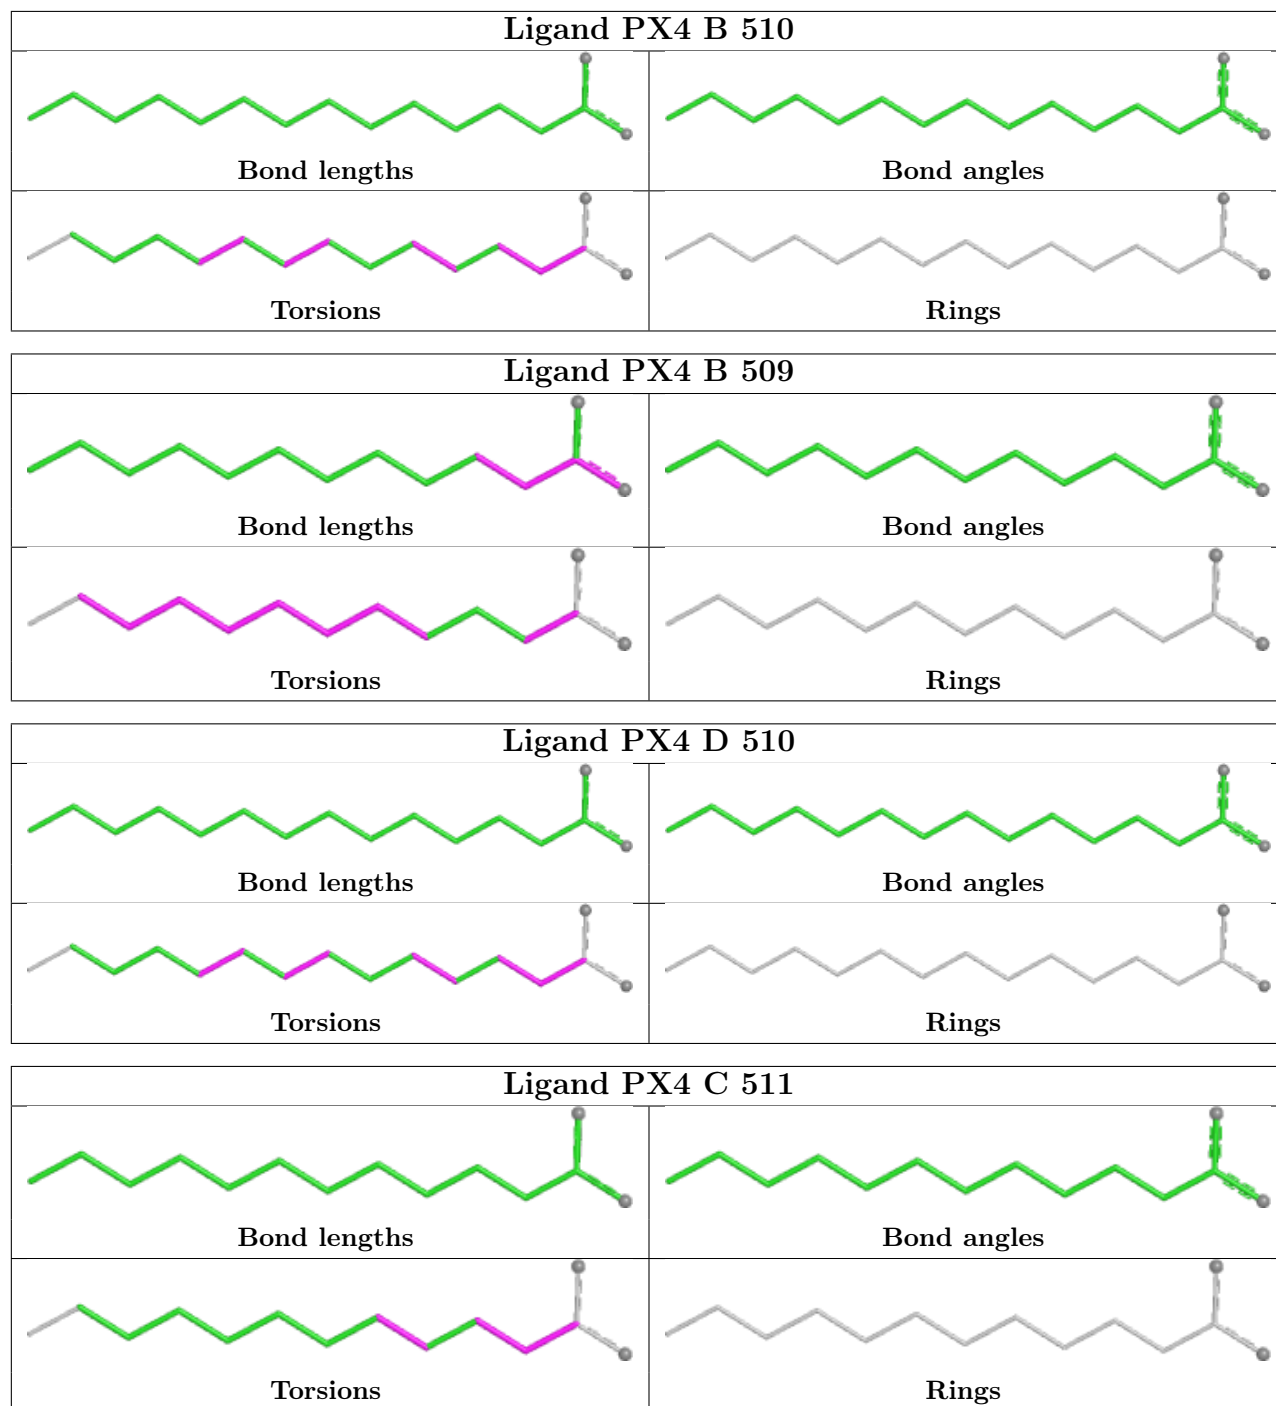 Ligand PX4 B 510
Bond lengths
Bond angles
Torsions
Rings
Ligand PX4 B 509
Bond lengths
Bond angles
Torsions
Rings
Ligand PX4 D 510
Bond lengths
Bond angles
Torsions
Rings
Ligand PX4 C 511
Bond lengths
Bond angles
Torsions
Rings